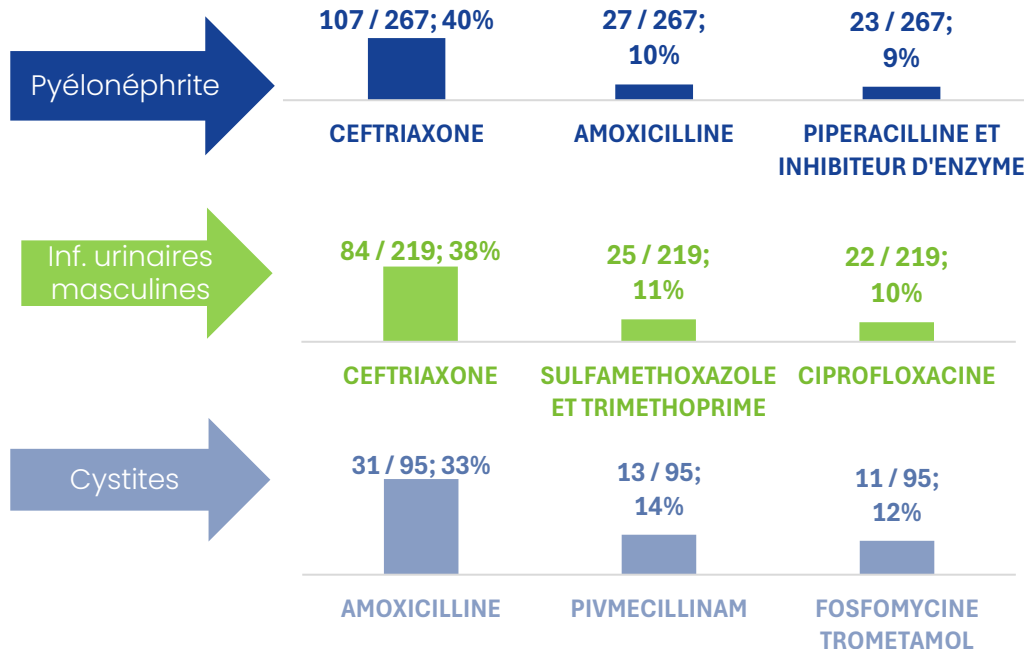 Pyélonéphrite
107 / 267; 40%
27 / 267;
10%
23 / 267;
9%
CEFTRIAXONE
AMOXICILLINE
PIPERACILLINE ET
INHIBITEUR D'ENZYME
Inf. urinaires
masculines
84 / 219; 38%
25 / 219;
11%
22 / 219;
10%
CEFTRIAXONE
SULFAMETHOXAZOLE
ET TRIMETHOPRIME
CIPROFLOXACINE
Cystites
31 / 95; 33%
13 / 95;
14%
11 / 95;
12%
AMOXICILLINE
PIVMECILLINAM
FOSFOMYCINE
TROMETAMOL